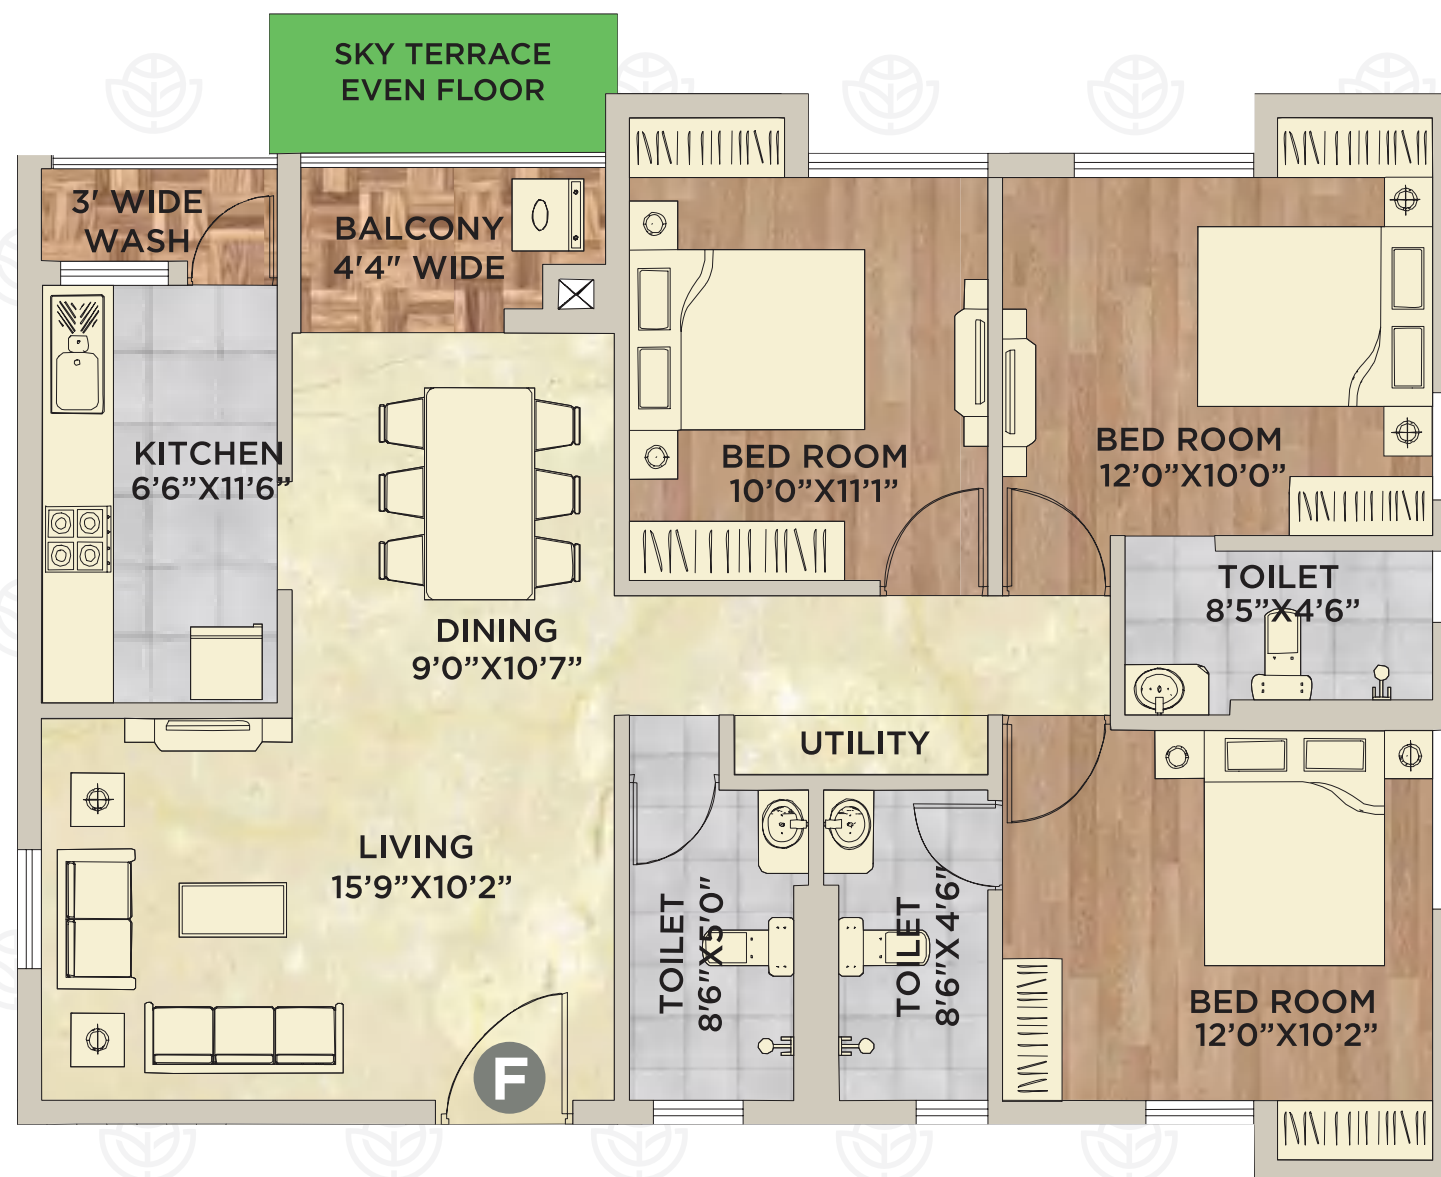 SKY TERRACE
EVEN FLOOR
3' WIDE
WASH
BALCONY
4'4" WIDE
KITCHEN
6'6"X11'6"
BED ROOM
10'0"X11'1"
BED ROOM
12'0"X10'0"
TOILET
8'5"X4'6"
DINING
9'0"X10'7"
UTILITY
LIVING
15'9"X10'2"
TOILET
8'6"X5'0"
TOILET
8'6"X 4'6"
BED ROOM
12'0"X10'2"
F